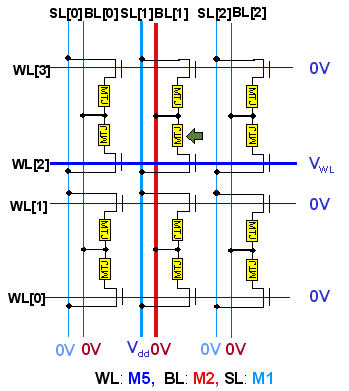 SL[0] BL[0] SL[1] BL[1] SL[2] BL[2]
WL[3] 0V
MTJ MTJ MTJ
MTJ MTJ MTJ
WL[2] VWL
WL[1] 0V
MTJ MTJ MTJ
MTJ MTJ MTJ
WL[0] 0V
0V 0V Vdd 0V 0V 0V
WL: M5, BL: M2, SL: M1